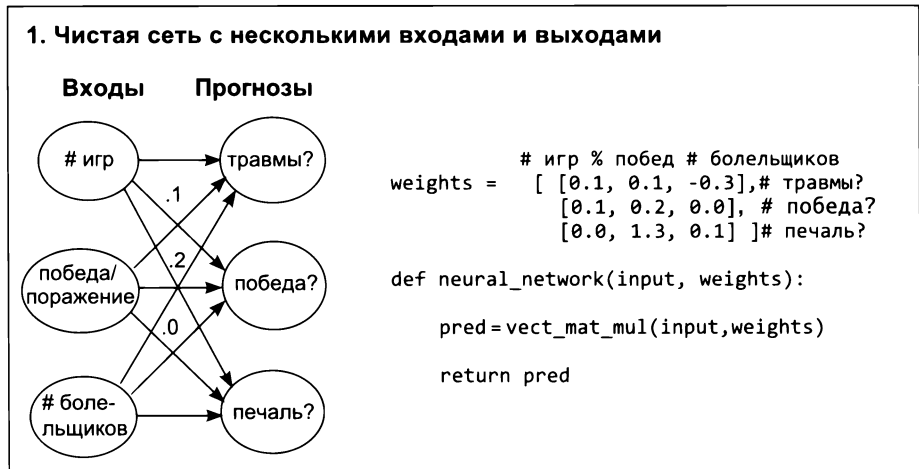 1. Чистая сеть с несколькими входами и выходами
Входы Прогнозы
# игр
травмы?
.1
победа/
поражение
.2
победа?
.0
# боле-
льщиков
печаль?
# игр % побед # болельщиков
weights = [ [0.1, 0.1, -0.3],# травмы?
[0.1, 0.2, 0.0], # победа?
[0.0, 1.3, 0.1] ]# печаль?
def neural_network(input, weights):
pred=vect_mat_mul(input,weights)
return pred